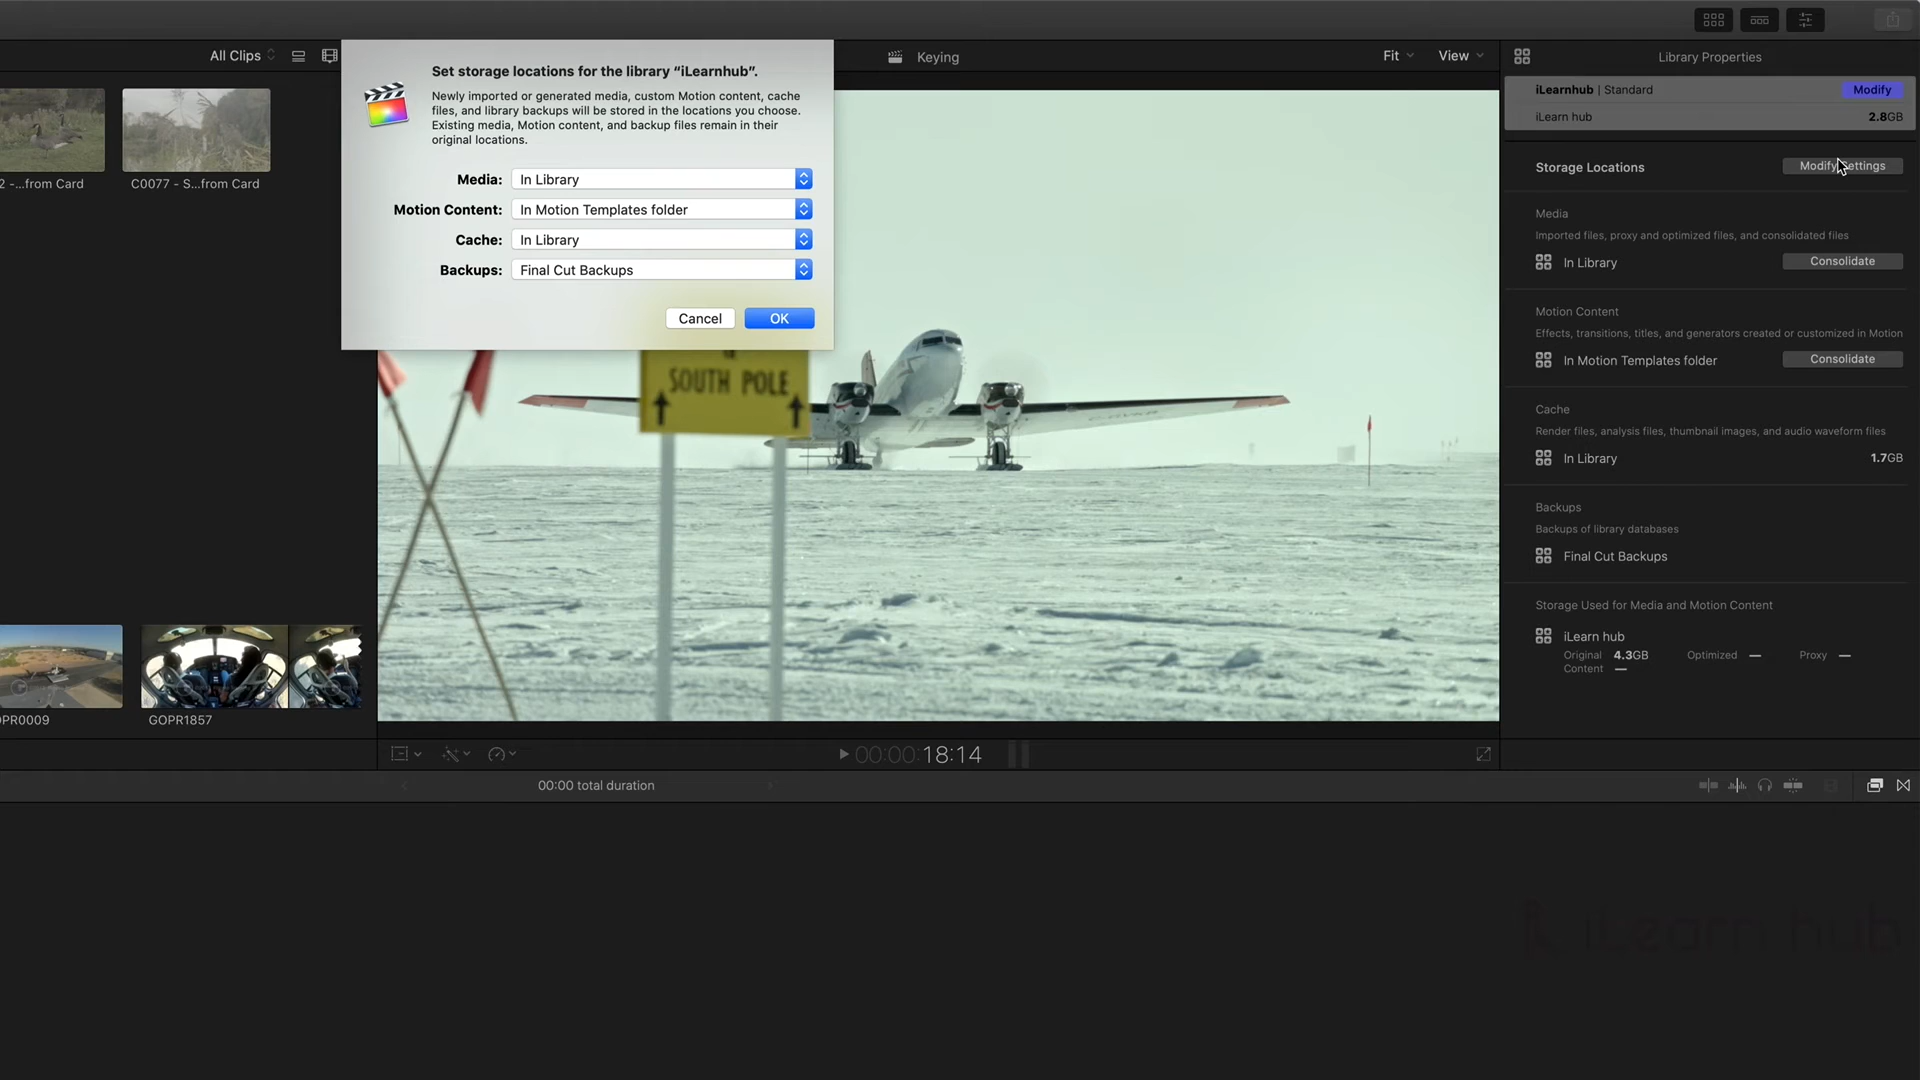 All Clips
Keying
Fit
View
Library Properties
Set storage locations for the library “iLearnhub”.
Newly imported or generated media, custom Motion content, cache
files, and library backups will be stored in the locations you choose.
Existing media, Motion content, and backup files remain in their
original locations.
Media: In Library
Motion Content: In Motion Templates folder
Cache: In Library
Backups: Final Cut Backups
Cancel
OK
2 -...from Card
C0077 - S...from Card
PR0009
GOPR1857
SOUTH POLE
00:00:18:14
00:00 total duration
iLearnhub | Standard
Modify
iLearn hub
2.8GB
Storage Locations
Modify Settings
Media
Imported files, proxy and optimized files, and consolidated files
In Library
Consolidate
Motion Content
Effects, transitions, titles, and generators created or customized in Motion
In Motion Templates folder
Consolidate
Cache
Render files, analysis files, thumbnail images, and audio waveform files
In Library
1.7GB
Backups
Backups of library databases
Final Cut Backups
Storage Used for Media and Motion Content
iLearn hub
Original 4.3GB Optimized — Proxy —
Content —
iLearn hub